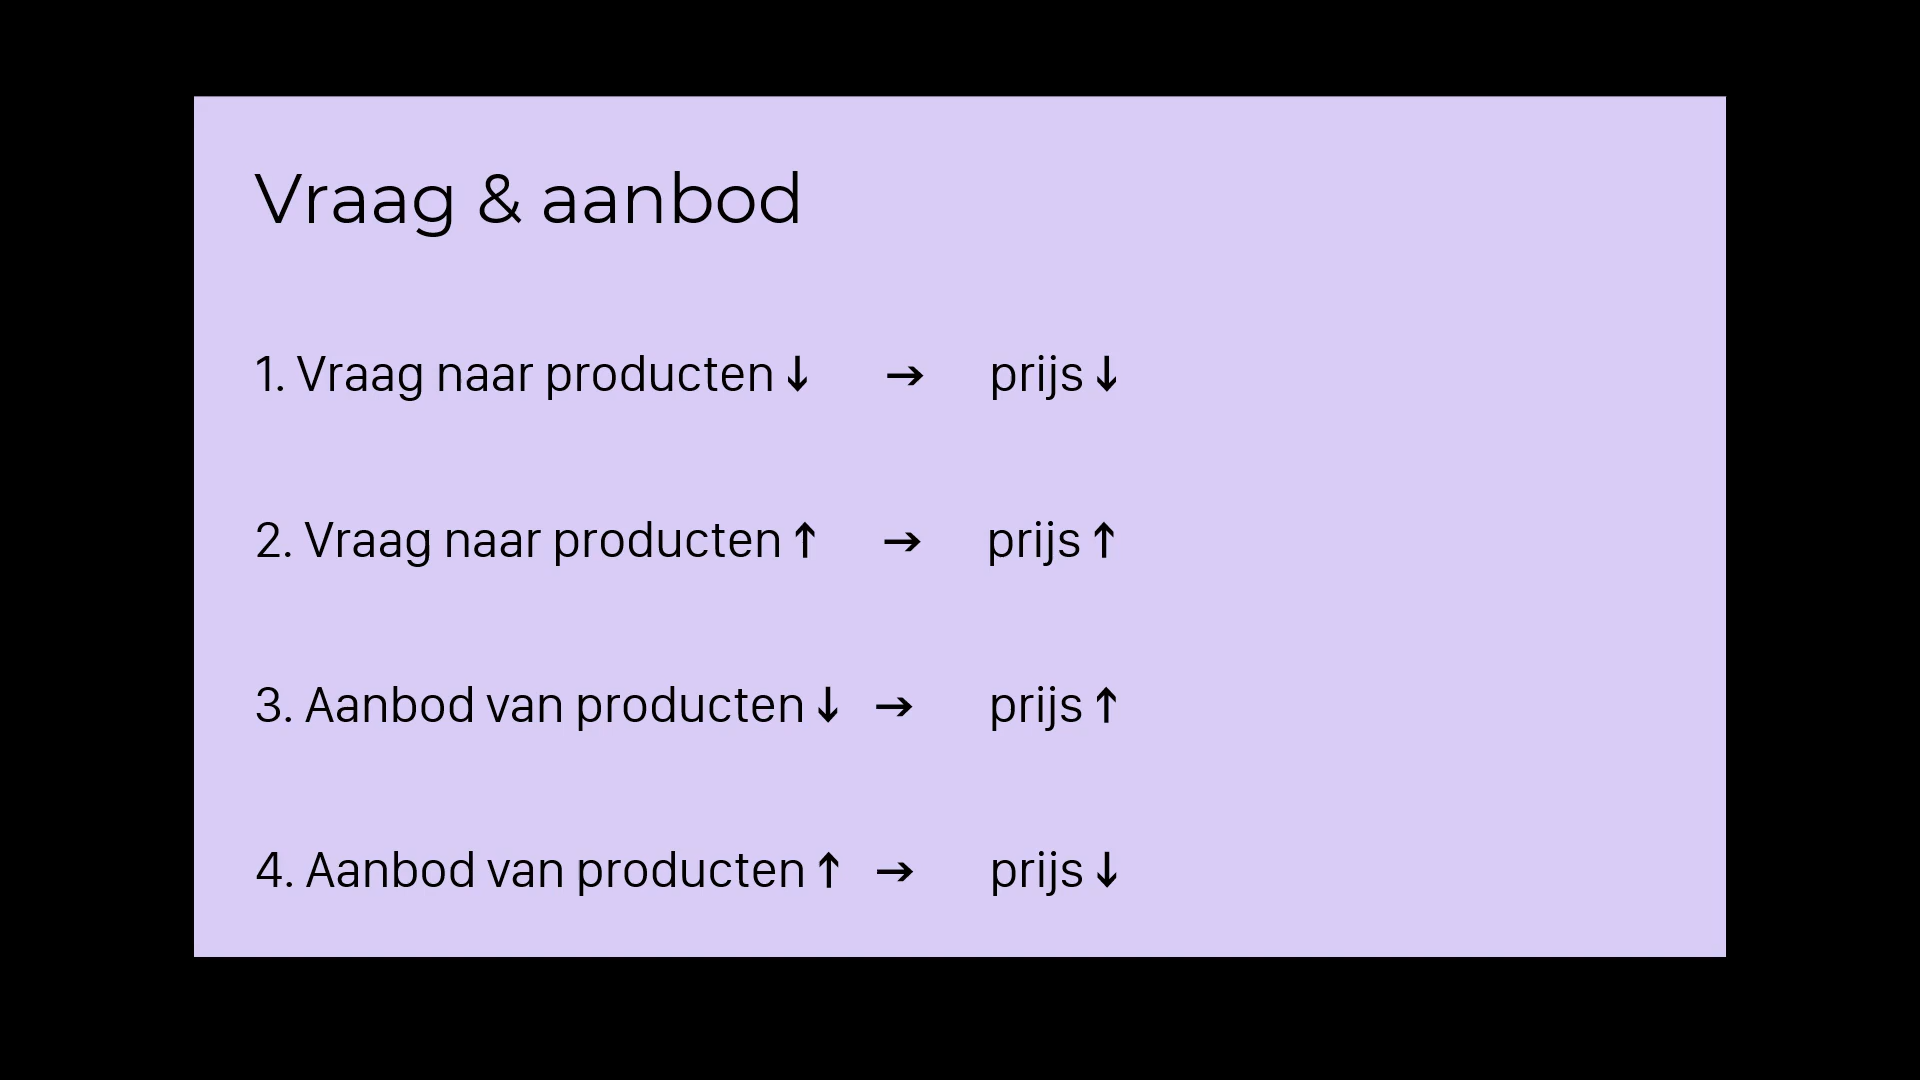 Vraag & aanbod
1. Vraag naar producten ↓ → prijs ↓
2. Vraag naar producten ↑ → prijs ↑
3. Aanbod van producten ↓ → prijs ↑
4. Aanbod van producten ↑ → prijs ↓